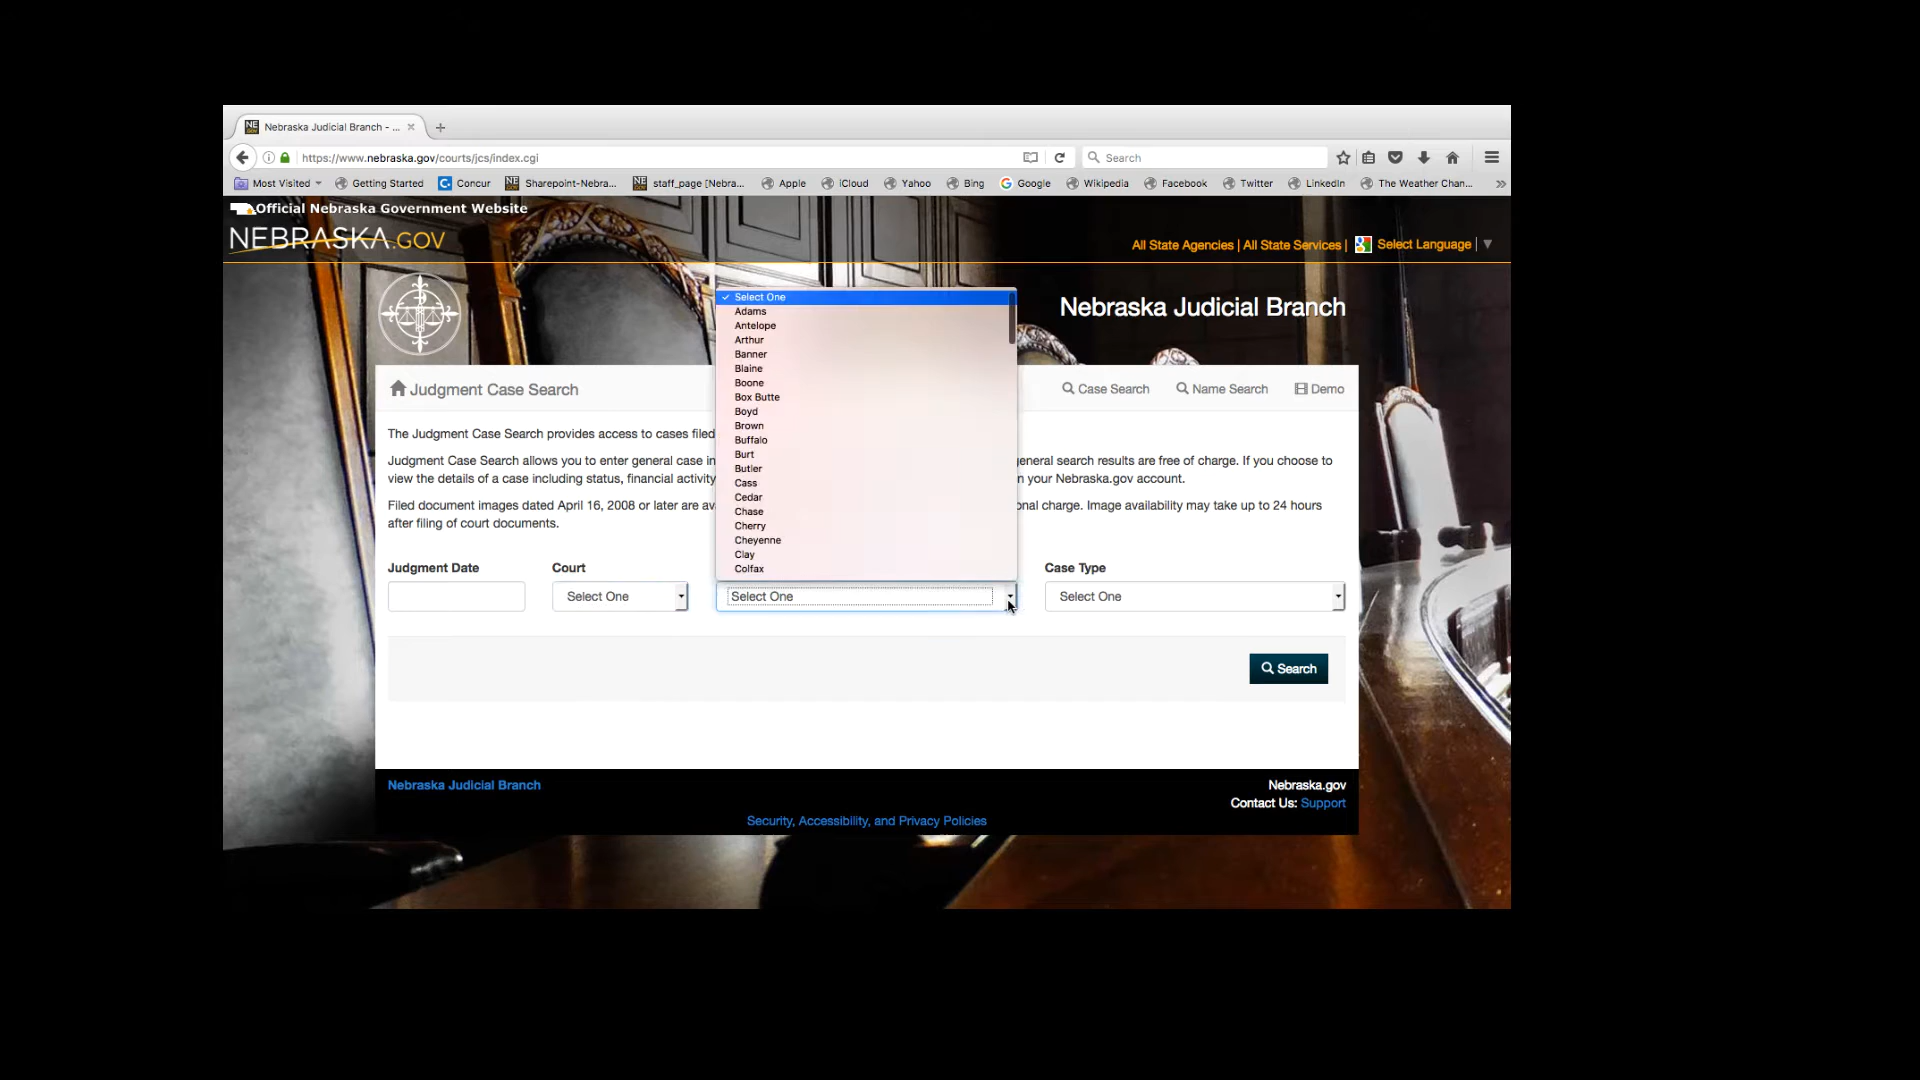 Nebraska Judicial Branch - ...
https://www.nebraska.gov/courts/jcs/index.cgi
Search
Most Visited
Getting Started
Concur
Sharepoint-Nebra...
staff_page [Nebra...
Apple
iCloud
Yahoo
Bing
Google
Wikipedia
Facebook
Twitter
LinkedIn
The Weather Chan...
Official Nebraska Government Website
NEBRASKA.GOV
All State Agencies | All State Services | Select Language
Nebraska Judicial Branch
Judgment Case Search
Case Search
Name Search
Demo
The Judgment Case Search provides access to cases filed
Judgment Case Search allows you to enter general case in
general search results are free of charge. If you choose to
view the details of a case including status, financial activity
n your Nebraska.gov account.
Filed document images dated April 16, 2008 or later are av
onal charge. Image availability may take up to 24 hours
after filing of court documents.
Select One
Adams
Antelope
Arthur
Banner
Blaine
Boone
Box Butte
Boyd
Brown
Buffalo
Burt
Butler
Cass
Cedar
Chase
Cherry
Cheyenne
Clay
Colfax
Judgment Date
Court
Case Type
Select One
Select One
Select One
Search
Nebraska Judicial Branch
Nebraska.gov
Contact Us: Support
Security, Accessibility, and Privacy Policies